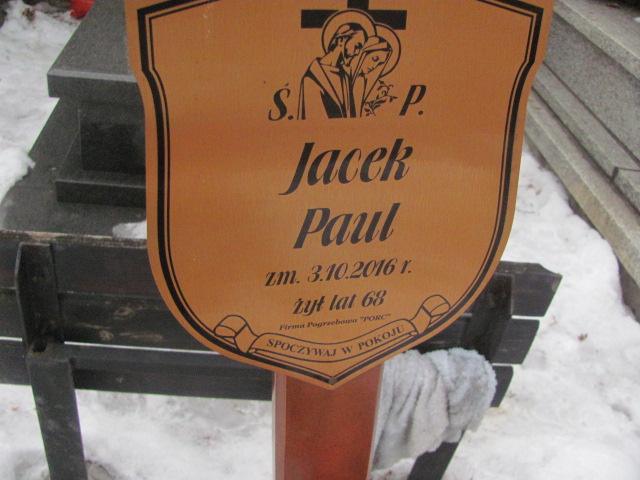 Ś. P.
Jacek
Paul
zm. 3.10.2016 r.
żył lat 68
Firma Pogrzebowa "PORC"
SPOCZYWAJ W POKOJU